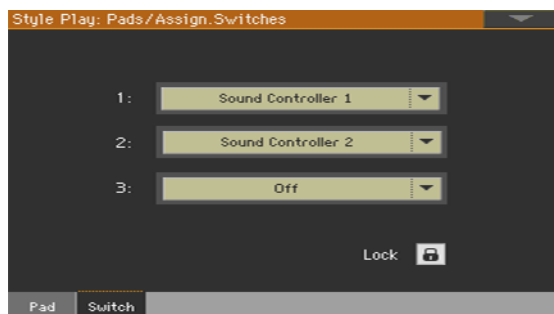 Style Play: Pads/Assign.Switches
1: Sound Controller 1
2: Sound Controller 2
3: Off
Lock
Pad Switch